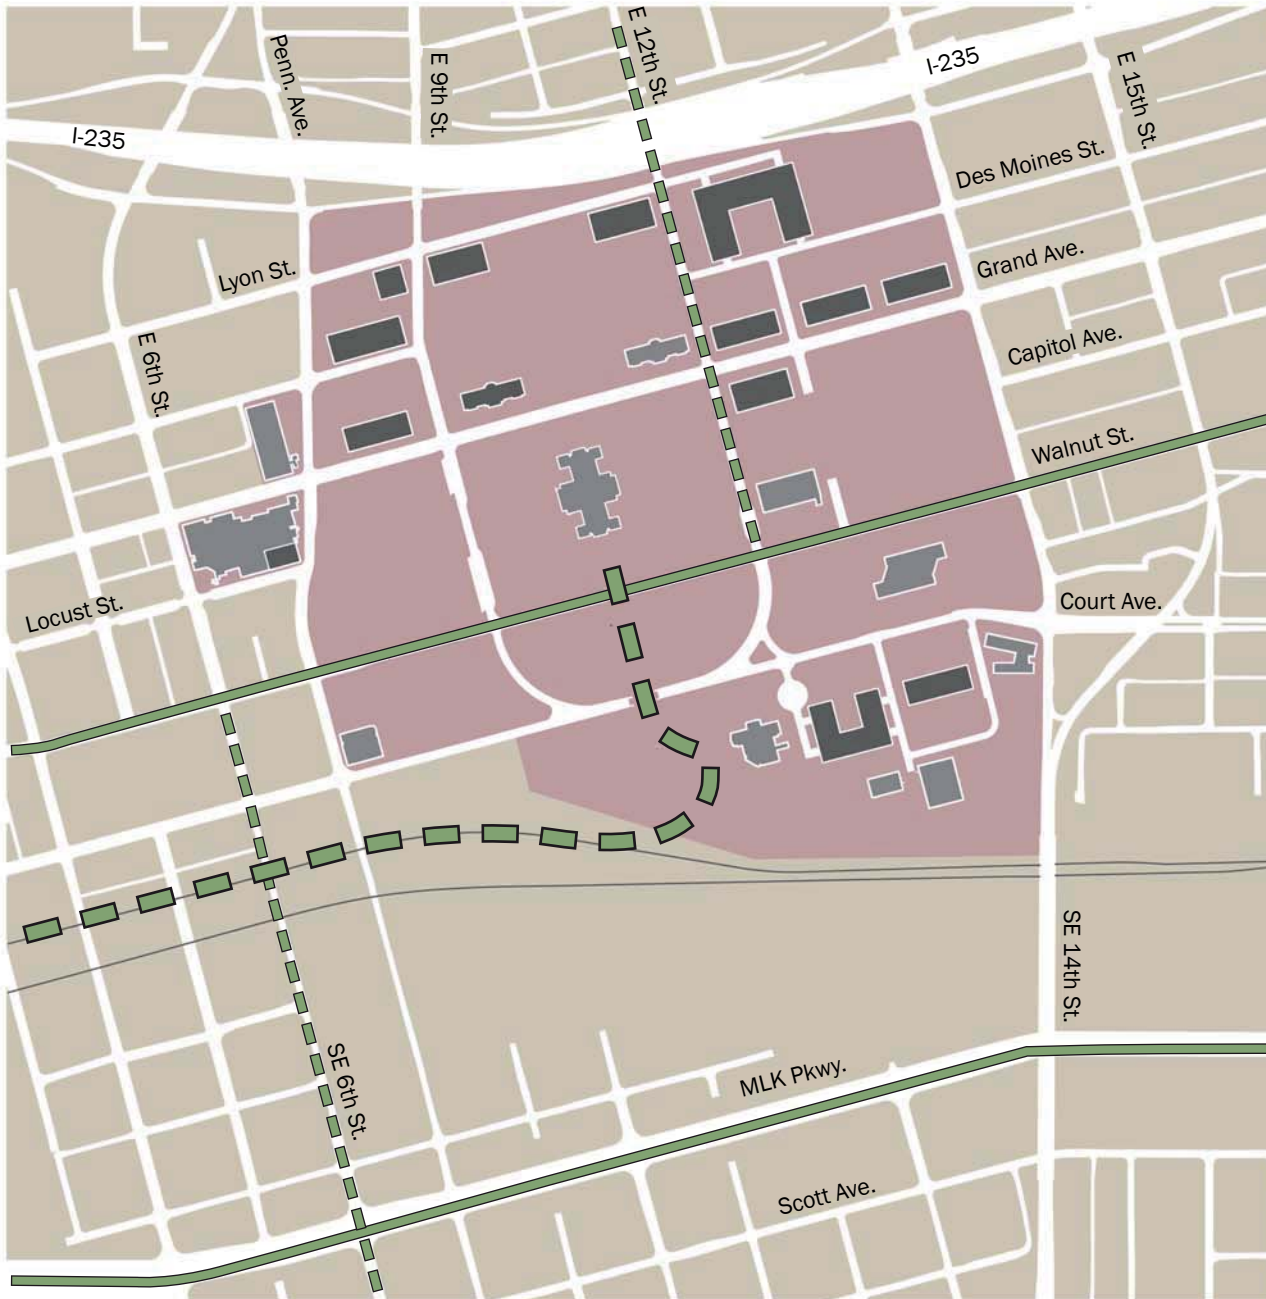 E 12th St.
Penn. Ave.
E 9th St.
I-235
E 15th St.
I-235
Des Moines St.
Lyon St.
Grand Ave.
E 6th St.
Capitol Ave.
Walnut St.
Locust St.
Court Ave.
SE 14th St.
SE 6th St.
MLK Pkwy.
Scott Ave.